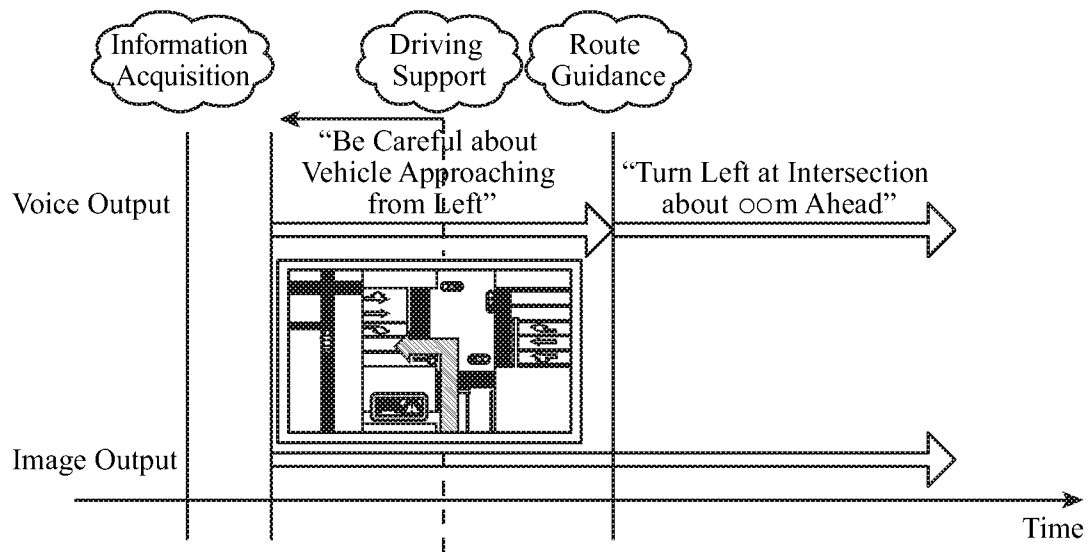 Information
Acquisition
Driving
Support
Route
Guidance
“Be Careful about
Vehicle Approaching
from Left”
“Turn Left at Intersection
about ○○m Ahead”
Voice Output
Image Output
Time